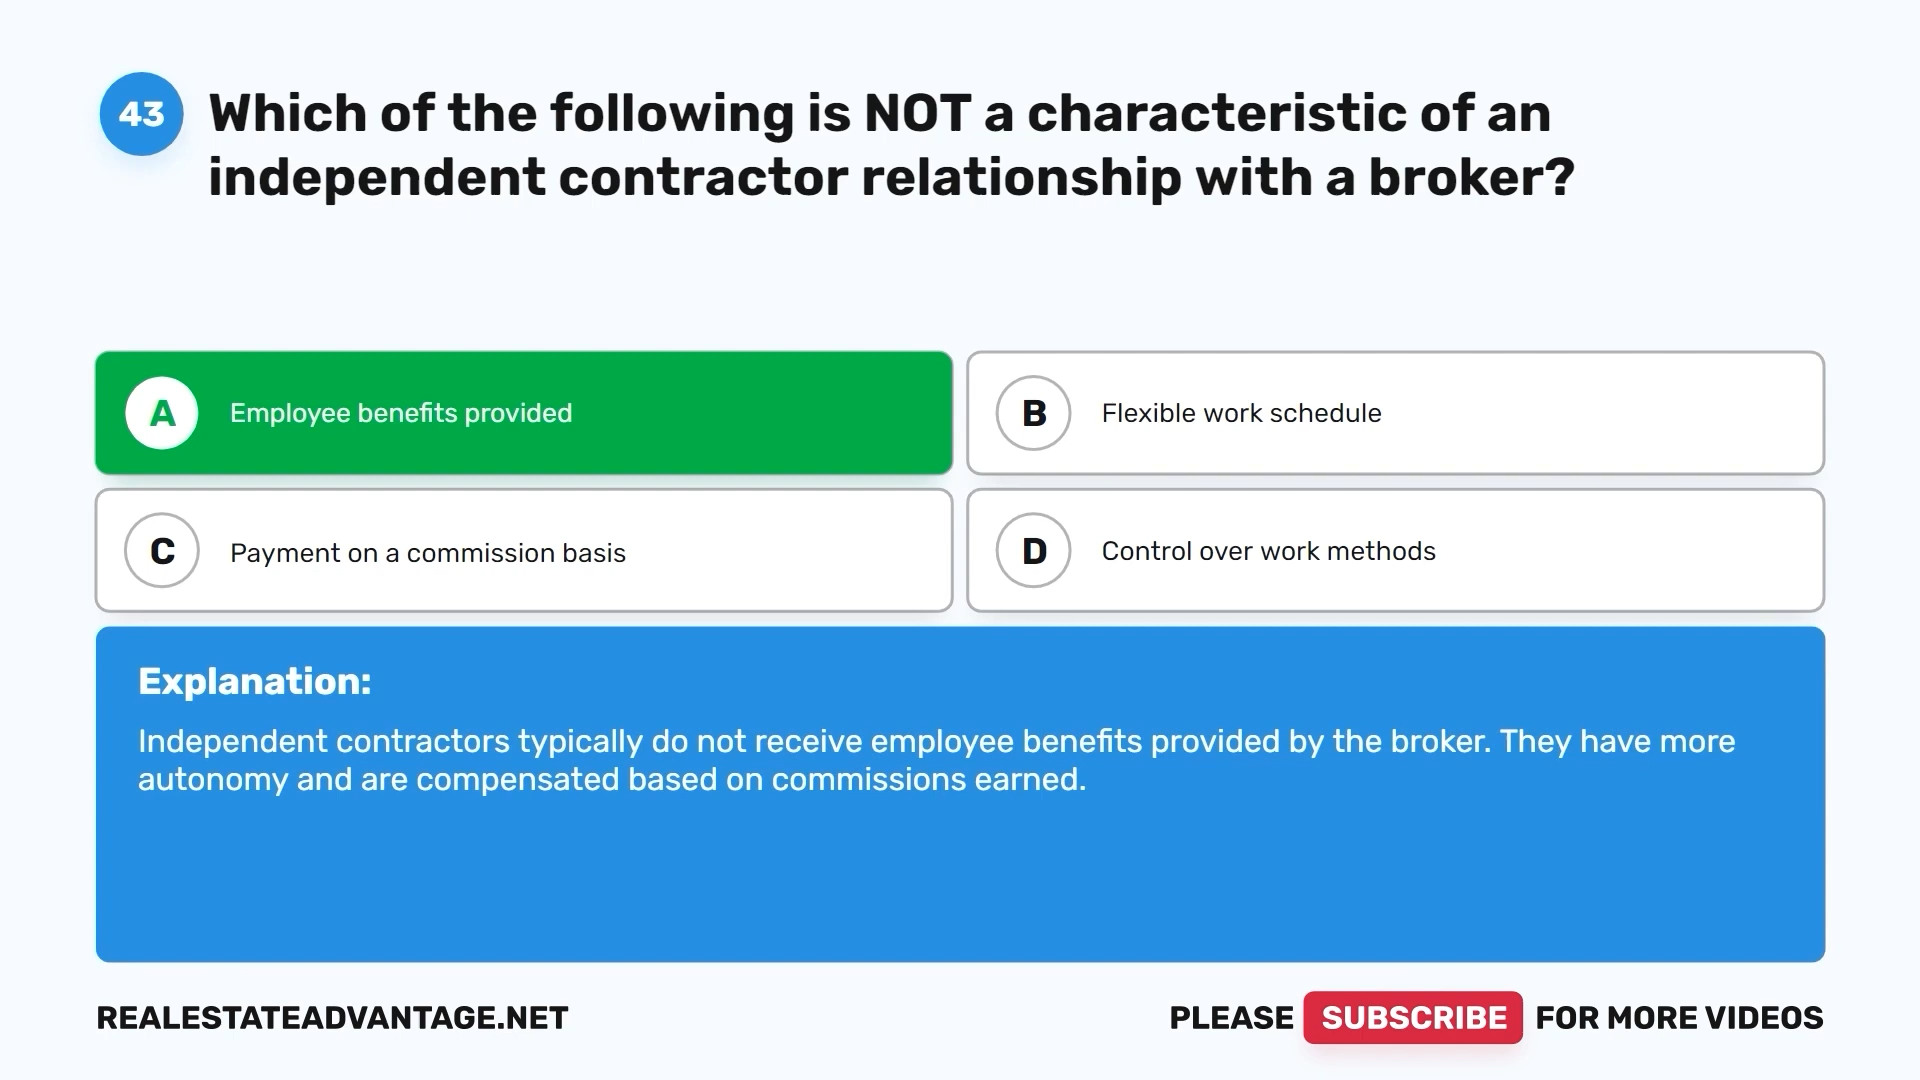 43
Which of the following is NOT a characteristic of an
independent contractor relationship with a broker?
A Employee benefits provided
B Flexible work schedule
C Payment on a commission basis
D Control over work methods
Explanation:
Independent contractors typically do not receive employee benefits provided by the broker. They have more
autonomy and are compensated based on commissions earned.
REALESTATEADVANTAGE.NET
PLEASE SUBSCRIBE FOR MORE VIDEOS